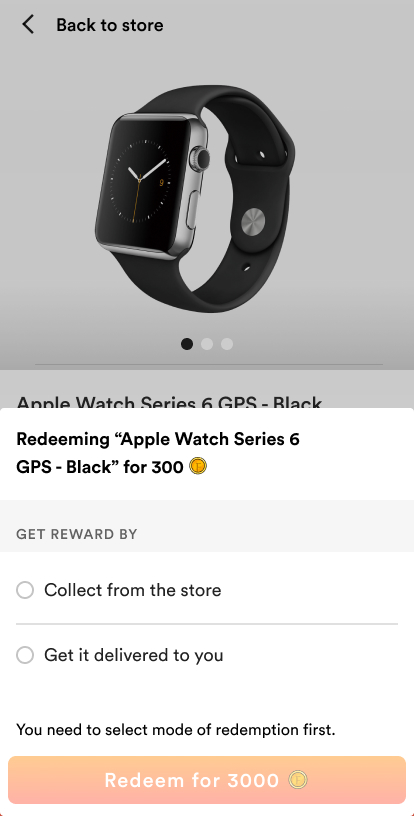 Back to store
Apple Watch Series 6 GPS - Black
Redeeming “Apple Watch Series 6
GPS - Black” for 300
GET REWARD BY
Collect from the store
Get it delivered to you
You need to select mode of redemption first.
Redeem for 3000